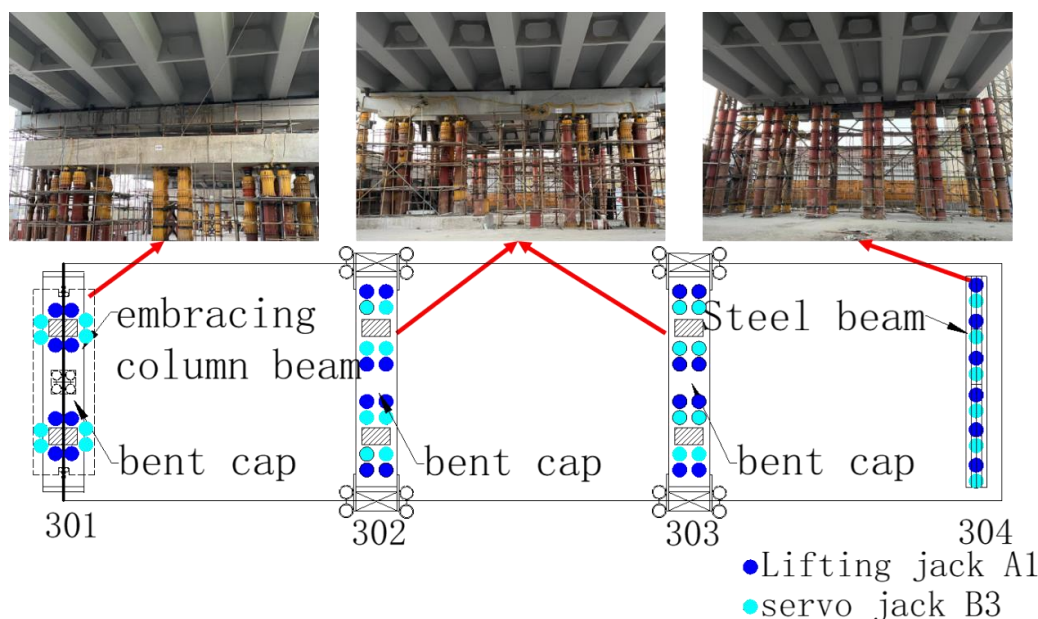 embracing
column beam
bent cap
bent cap
bent cap
Steel beam
301
302
303
304
Lifting jack A1
servo jack B3